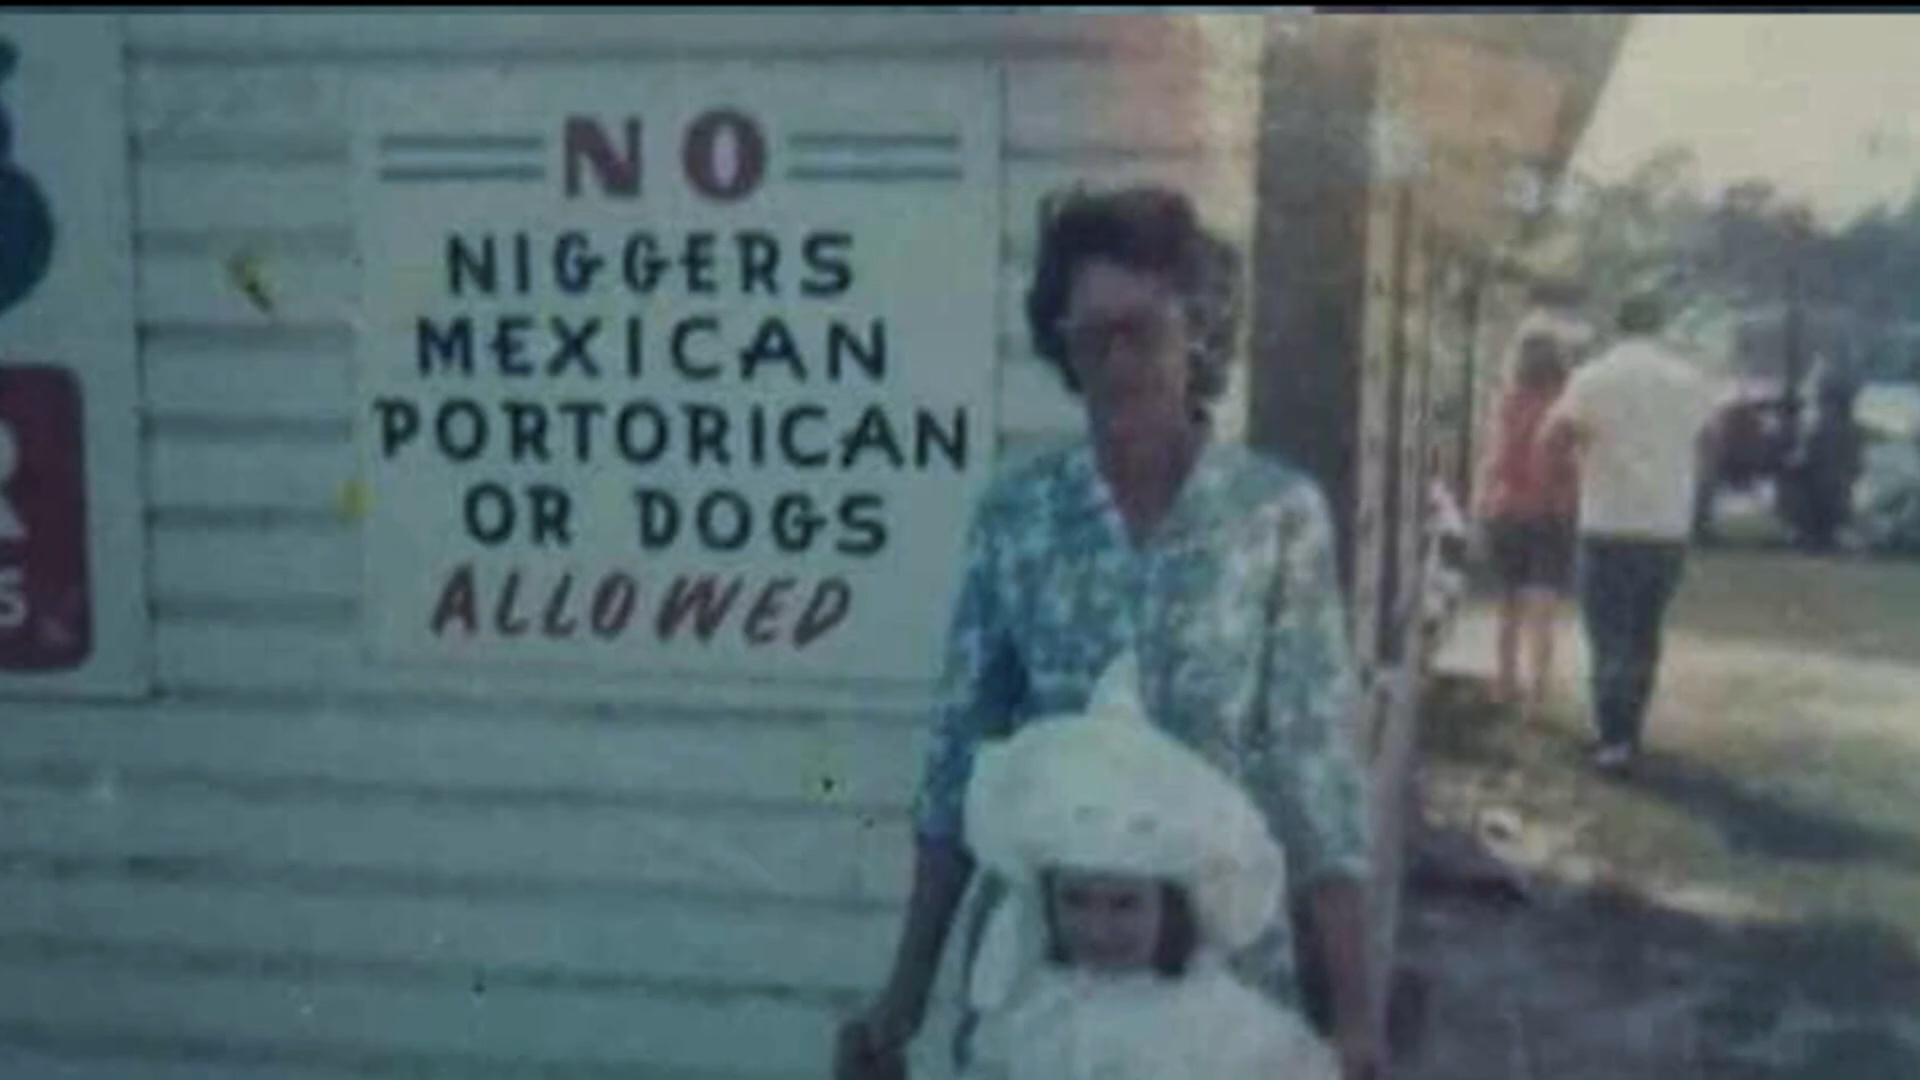 NO
NIGGERS
MEXICAN
PORTORICAN
OR DOGS
ALLOWED
R
S